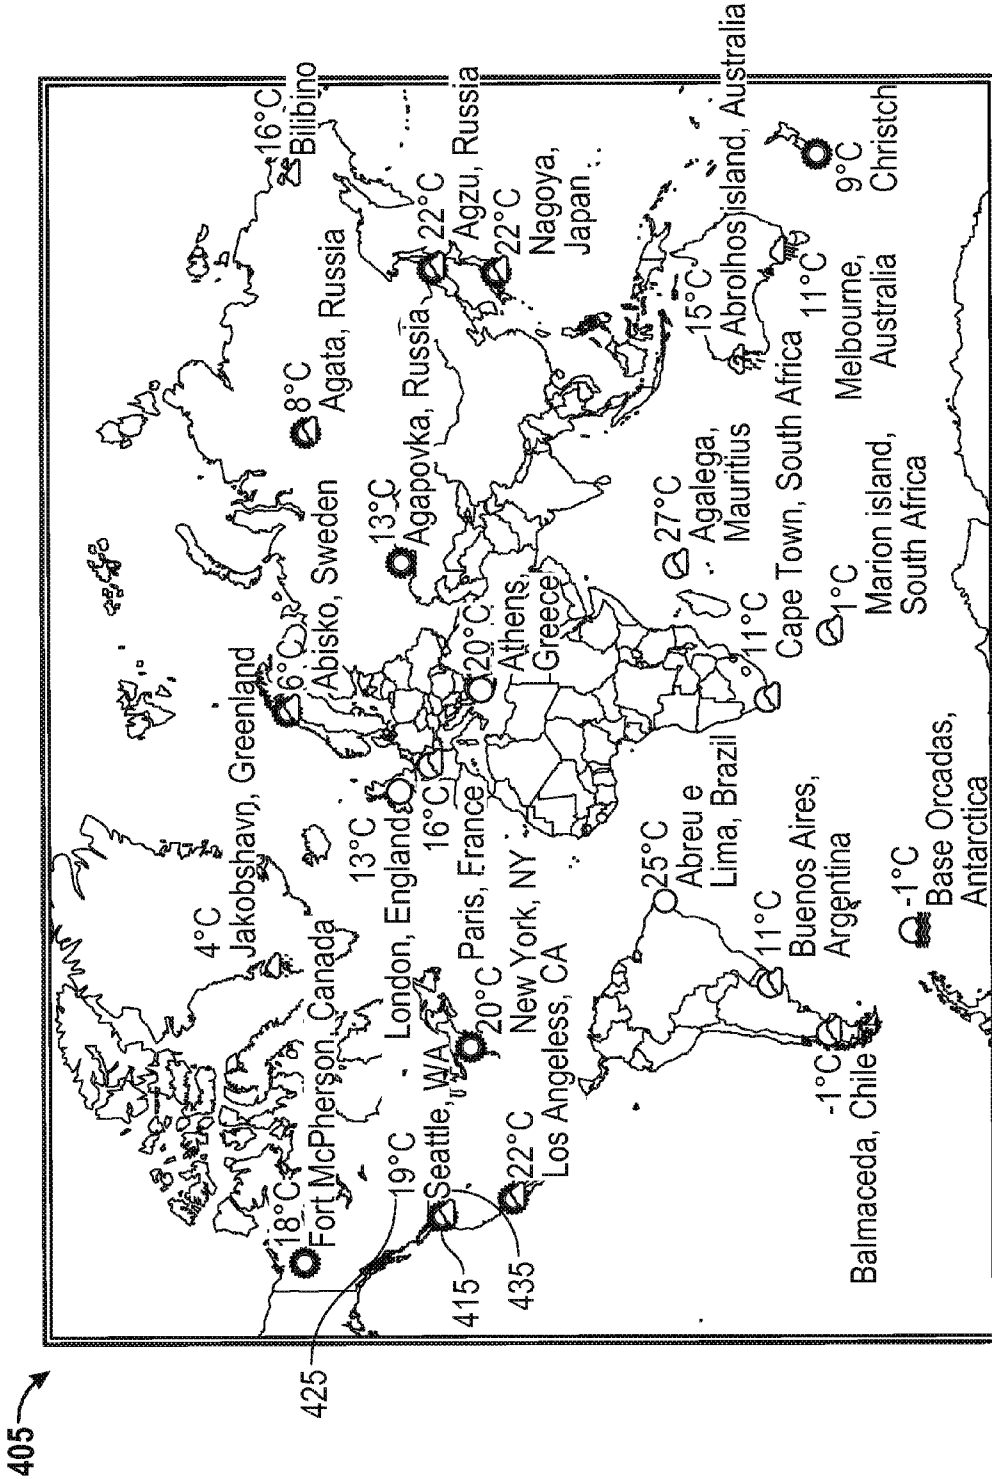 405
425
415
435
18°C
Fort McPherson, Canada
4°C
Jakobshavn, Greenland
6°C
Abisko, Sweden
8°C
Agata, Russia
16°C
Bilibino
19°C
Seattle, WA
13°C
London, England
16°C
Paris, France
13°C
Agapovka, Russia
22°C
Agzu, Russia
20°C
New York, NY
20°C
Athens,
Greece
22°C
Nagoya,
Japan
22°C
Los Angeless, CA
25°C
Abreu e
Lima, Brazil
27°C
Agalega,
Mauritius
15°C
Abrolhos island, Australia
11°C
Buenos Aires,
Argentina
11°C
Cape Town, South Africa
11°C
Melbourne,
Australia
9°C
Christch
-1°C
Balmaceda, Chile
1°C
Marion island,
South Africa
-1°C
Base Orcadas,
Antarctica